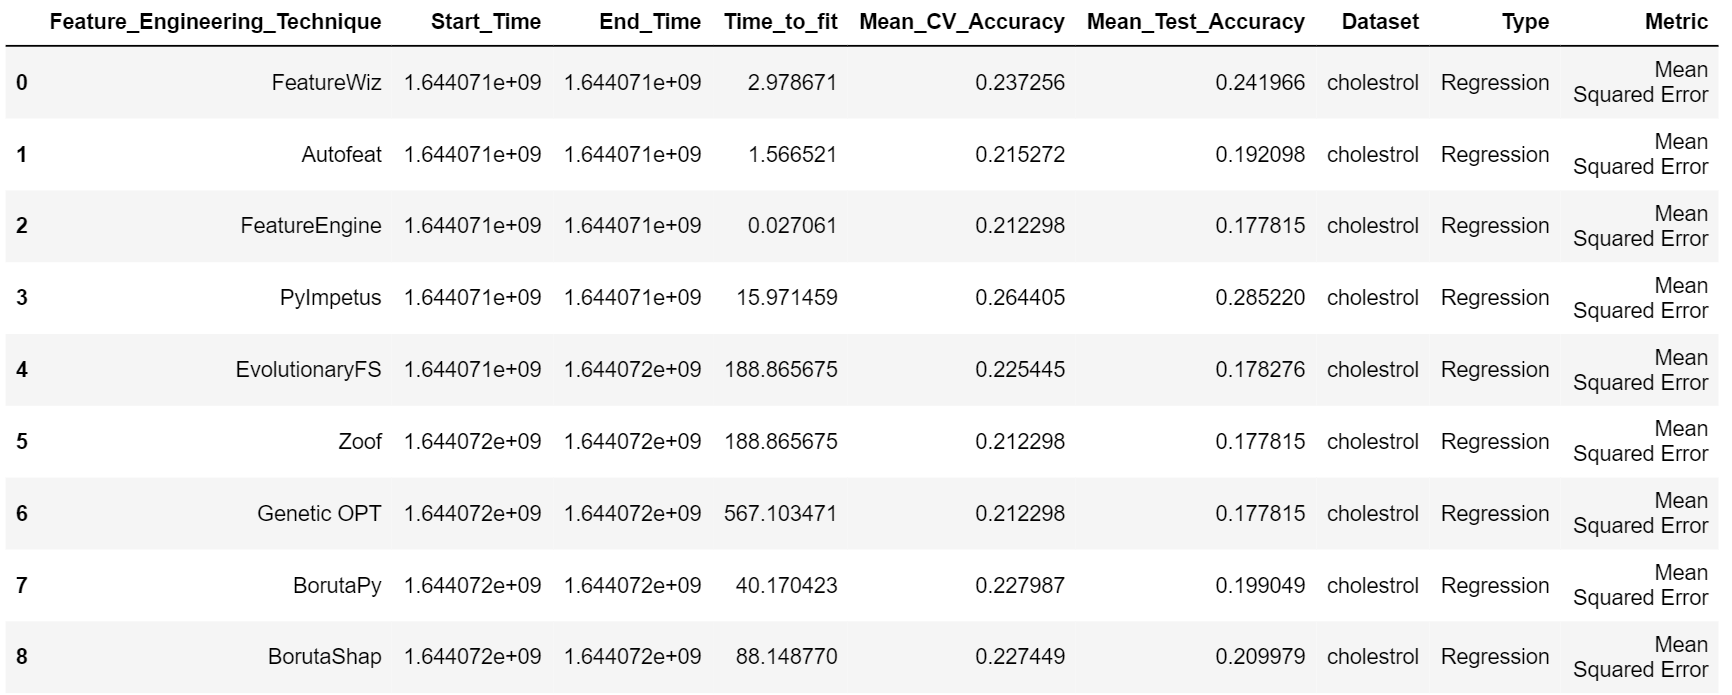 Feature_Engineering_Technique Start_Time End_Time Time_to_fit Mean_CV_Accuracy Mean_Test_Accuracy Dataset Type Metric
0 FeatureWiz 1.644071e+09 1.644071e+09 2.978671 0.237256 0.241966 cholestrol Regression Mean Squared Error
1 Autofeat 1.644071e+09 1.644071e+09 1.566521 0.215272 0.192098 cholestrol Regression Mean Squared Error
2 FeatureEngine 1.644071e+09 1.644071e+09 0.027061 0.212298 0.177815 cholestrol Regression Mean Squared Error
3 PyImpetus 1.644071e+09 1.644071e+09 15.971459 0.264405 0.285220 cholestrol Regression Mean Squared Error
4 EvolutionaryFS 1.644071e+09 1.644072e+09 188.865675 0.225445 0.178276 cholestrol Regression Mean Squared Error
5 Zoof 1.644072e+09 1.644072e+09 188.865675 0.212298 0.177815 cholestrol Regression Mean Squared Error
6 Genetic OPT 1.644072e+09 1.644072e+09 567.103471 0.212298 0.177815 cholestrol Regression Mean Squared Error
7 BorutaPy 1.644072e+09 1.644072e+09 40.170423 0.227987 0.199049 cholestrol Regression Mean Squared Error
8 BorutaShap 1.644072e+09 1.644072e+09 88.148770 0.227449 0.209979 cholestrol Regression Mean Squared Error